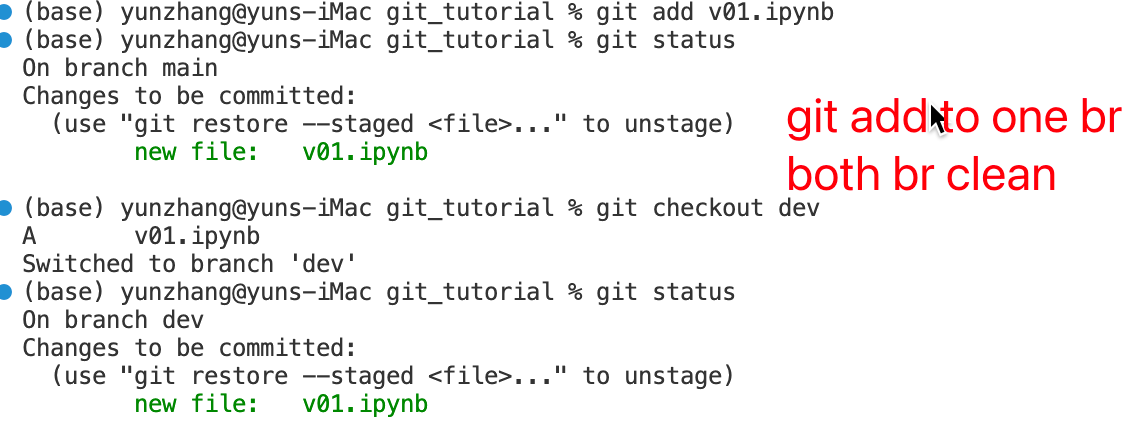 (base) yunzhang@yuns-iMac git_tutorial % git add v01.ipynb
(base) yunzhang@yuns-iMac git_tutorial % git status
On branch main
Changes to be committed:
  (use "git restore --staged <file>..." to unstage)
        new file:   v01.ipynb
git add to one br
both br clean
(base) yunzhang@yuns-iMac git_tutorial % git checkout dev
A       v01.ipynb
Switched to branch 'dev'
(base) yunzhang@yuns-iMac git_tutorial % git status
On branch dev
Changes to be committed:
  (use "git restore --staged <file>..." to unstage)
        new file:   v01.ipynb